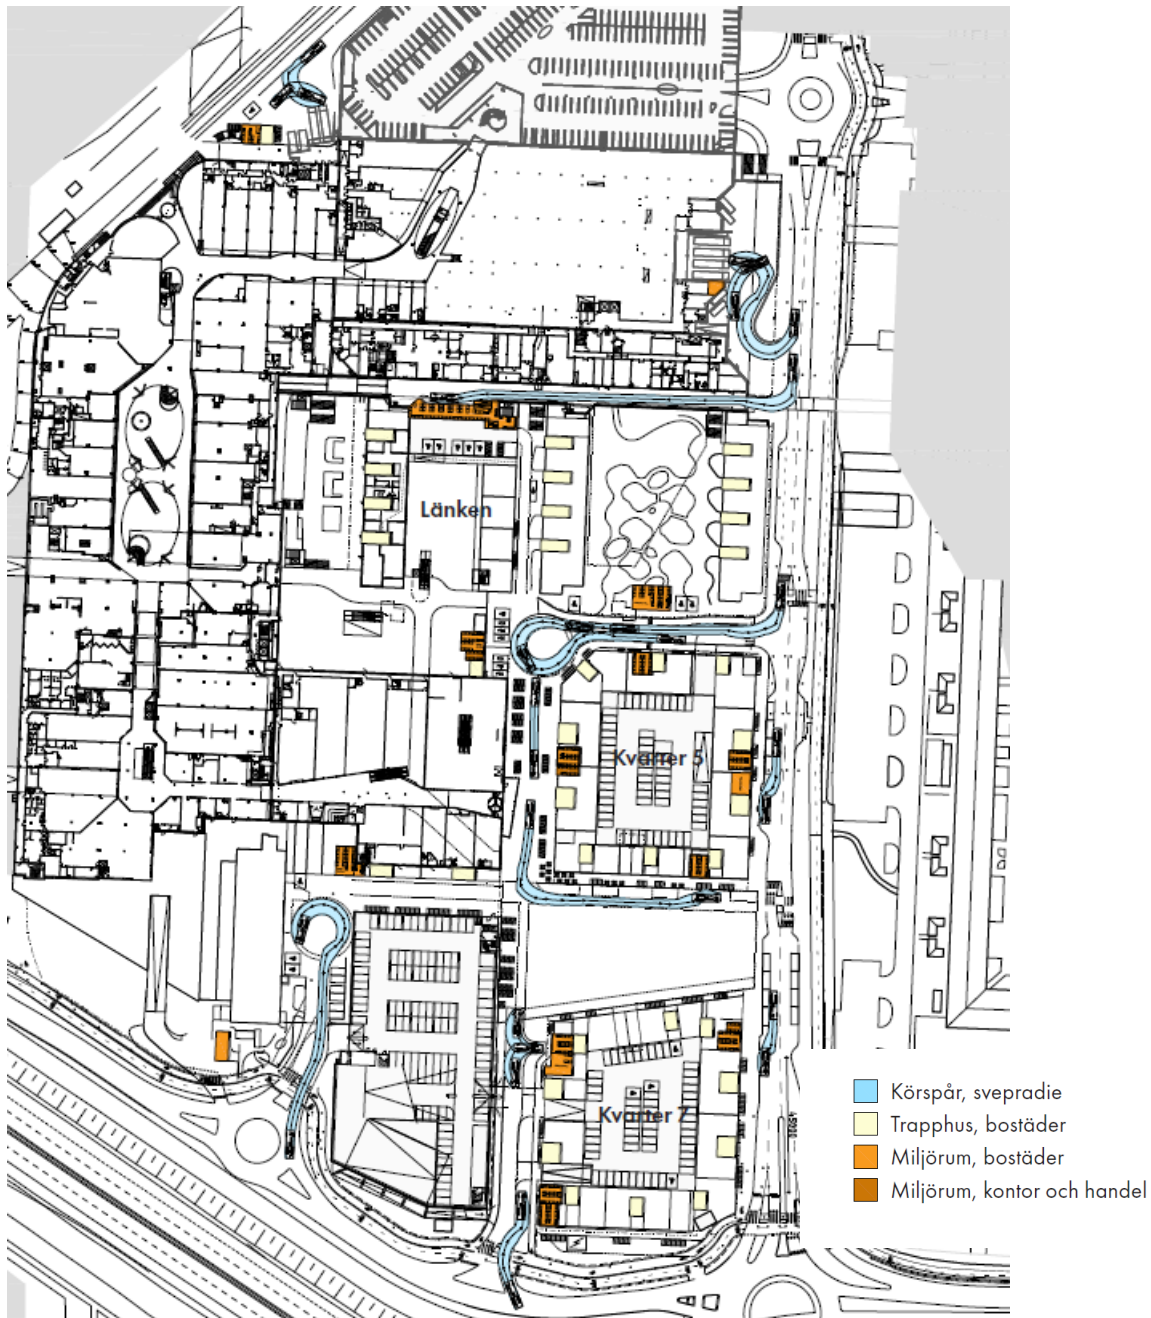 Länken
Kvarter 5
Kvarter 7
Körspår, svepradie
Trapphus, bostäder
Miljörum, bostäder
Miljörum, kontor och handel